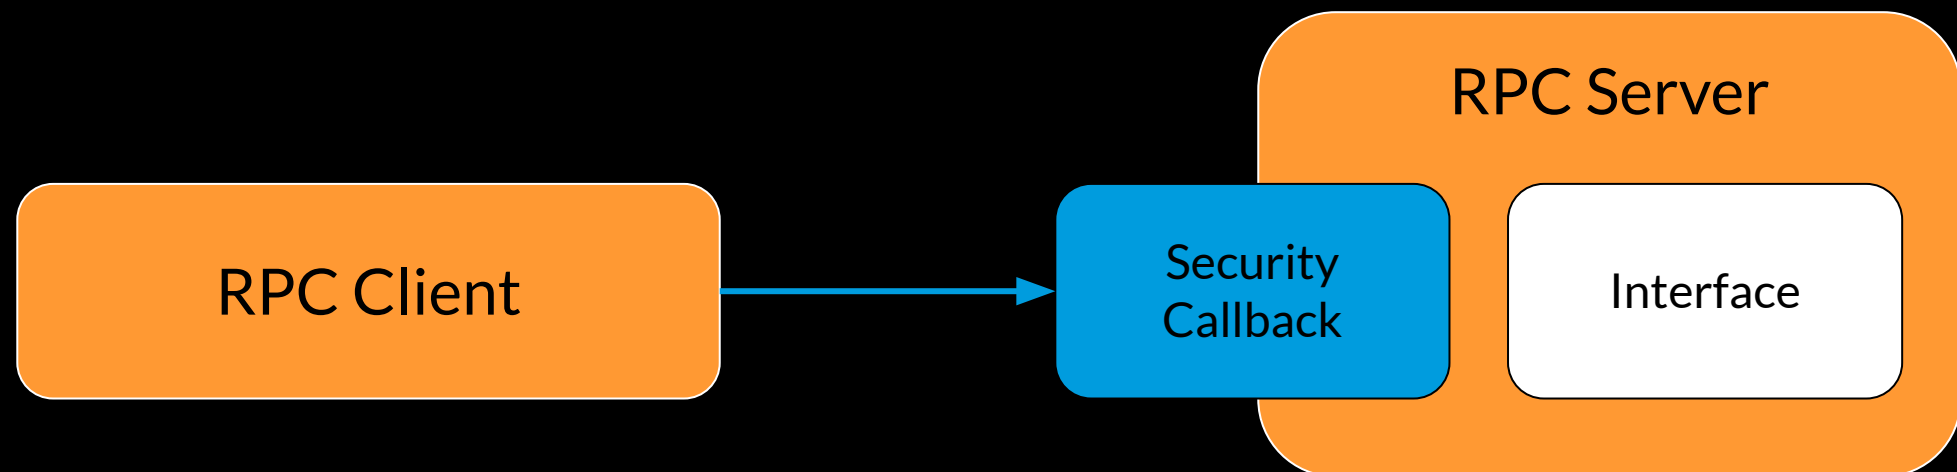 RPC Server
RPC Client
Security
Callback
Interface